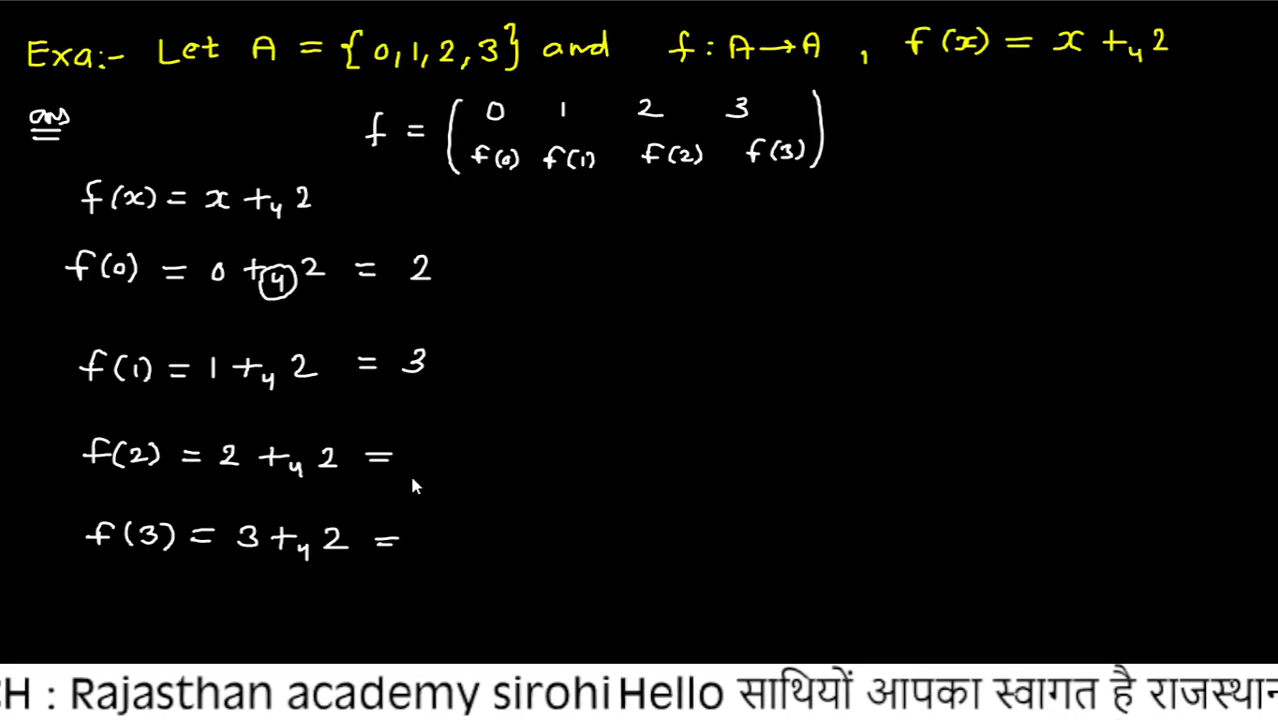 Exa:- Let A = {0,1,2,3} and f : A→A , f(x) = x +₄ 2
ans
f = ( 0 1 2 3
f(0) f(1) f(2) f(3) )
f(x) = x +₄ 2
f(0) = 0 +₄ 2 = 2
f(1) = 1 +₄ 2 = 3
f(2) = 2 +₄ 2 =
f(3) = 3 +₄ 2 =
CH : Rajasthan academy sirohi Hello साथियों आपका स्वागत है राजस्थान